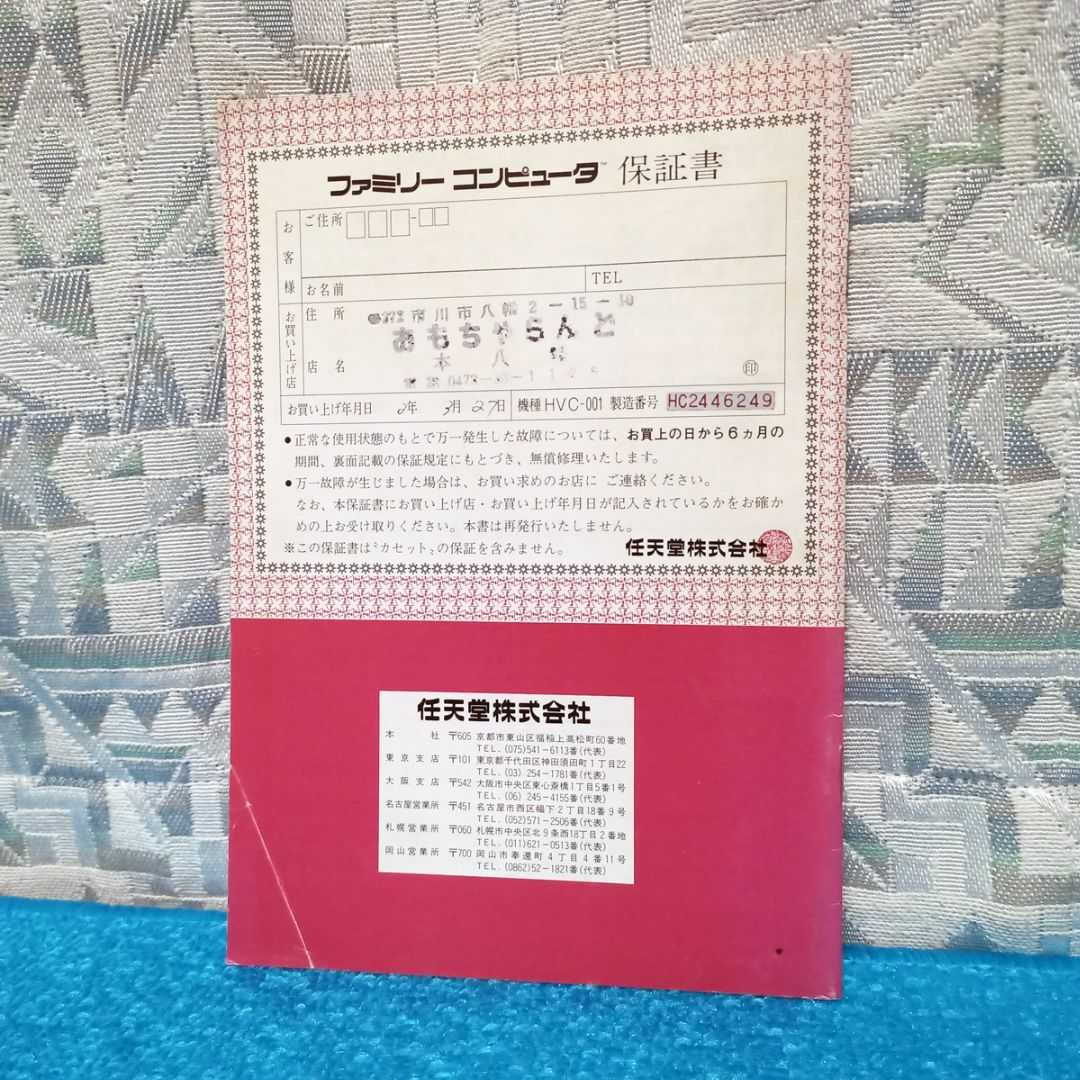 ファミリー コンピュータ™ 保証書
お客様
ご住所
お名前
TEL
お買い上げ店
住所
市川市八幡2-15-10
おもちゃらんど
本八
店名
印
お買い上げ年月日 2年 3月 27日 機種 HVC-001 製造番号 HC2446249
●正常な使用状態のもとで万一発生した故障については、お買上の日から6ヵ月の
期間、裏面記載の保証規定にもとづき、無償修理いたします。
●万一故障が生じました場合は、お買い求めのお店に ご連絡ください。
なお、本保証書にお買い上げ店・お買い上げ年月日が記入されているかをお確か
めの上お受け取りください。本書は再発行いたしません。
※この保証書は〝カセット〟の保証を含みません。
任天堂株式会社
任天堂株式会社
本社 〒605 京都市東山区福稲上高松町60番地
TEL.(075)541-6113番(代表)
東京支店 〒101 東京都千代田区神田須田町1丁目22
TEL.(03) 254-1781番(代表)
大阪支店 〒542 大阪市中央区東心斎橋1丁目5番1号
TEL.(06) 245-4155番(代表)
名古屋営業所 〒451 名古屋市西区幅下2丁目18番9号
TEL.(052)571-2506番(代表)
札幌営業所 〒060 札幌市中央区北9条西18丁目2番地
TEL.(011)621-0513番(代表)
岡山営業所 〒700 岡山市奉還町4丁目4番11号
TEL.(0862)52-1821番(代表)